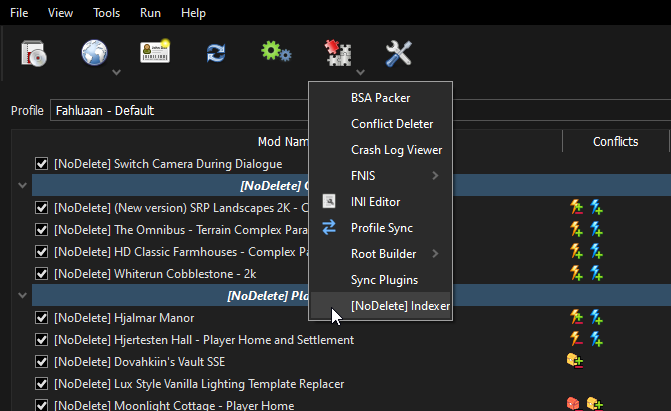 File View Tools Run Help
Profile Fahluaan - Default
Mod Nam Conflicts
[NoDelete] Switch Camera During Dialogue
[NoDelete]
[NoDelete] (New version) SRP Landscapes 2K - C
[NoDelete] The Omnibus - Terrain Complex Para
[NoDelete] HD Classic Farmhouses - Complex Pa
[NoDelete] Whiterun Cobblestone - 2k
[NoDelete] Pla
[NoDelete] Hjalmar Manor
[NoDelete] Hjertesten Hall - Player Home and Settlement
[NoDelete] Dovahkiin's Vault SSE
[NoDelete] Lux Style Vanilla Lighting Template Replacer
[NoDelete] Moonlight Cottage - Player Home
BSA Packer
Conflict Deleter
Crash Log Viewer
FNIS
INI Editor
Profile Sync
Root Builder
Sync Plugins
[NoDelete] Indexer